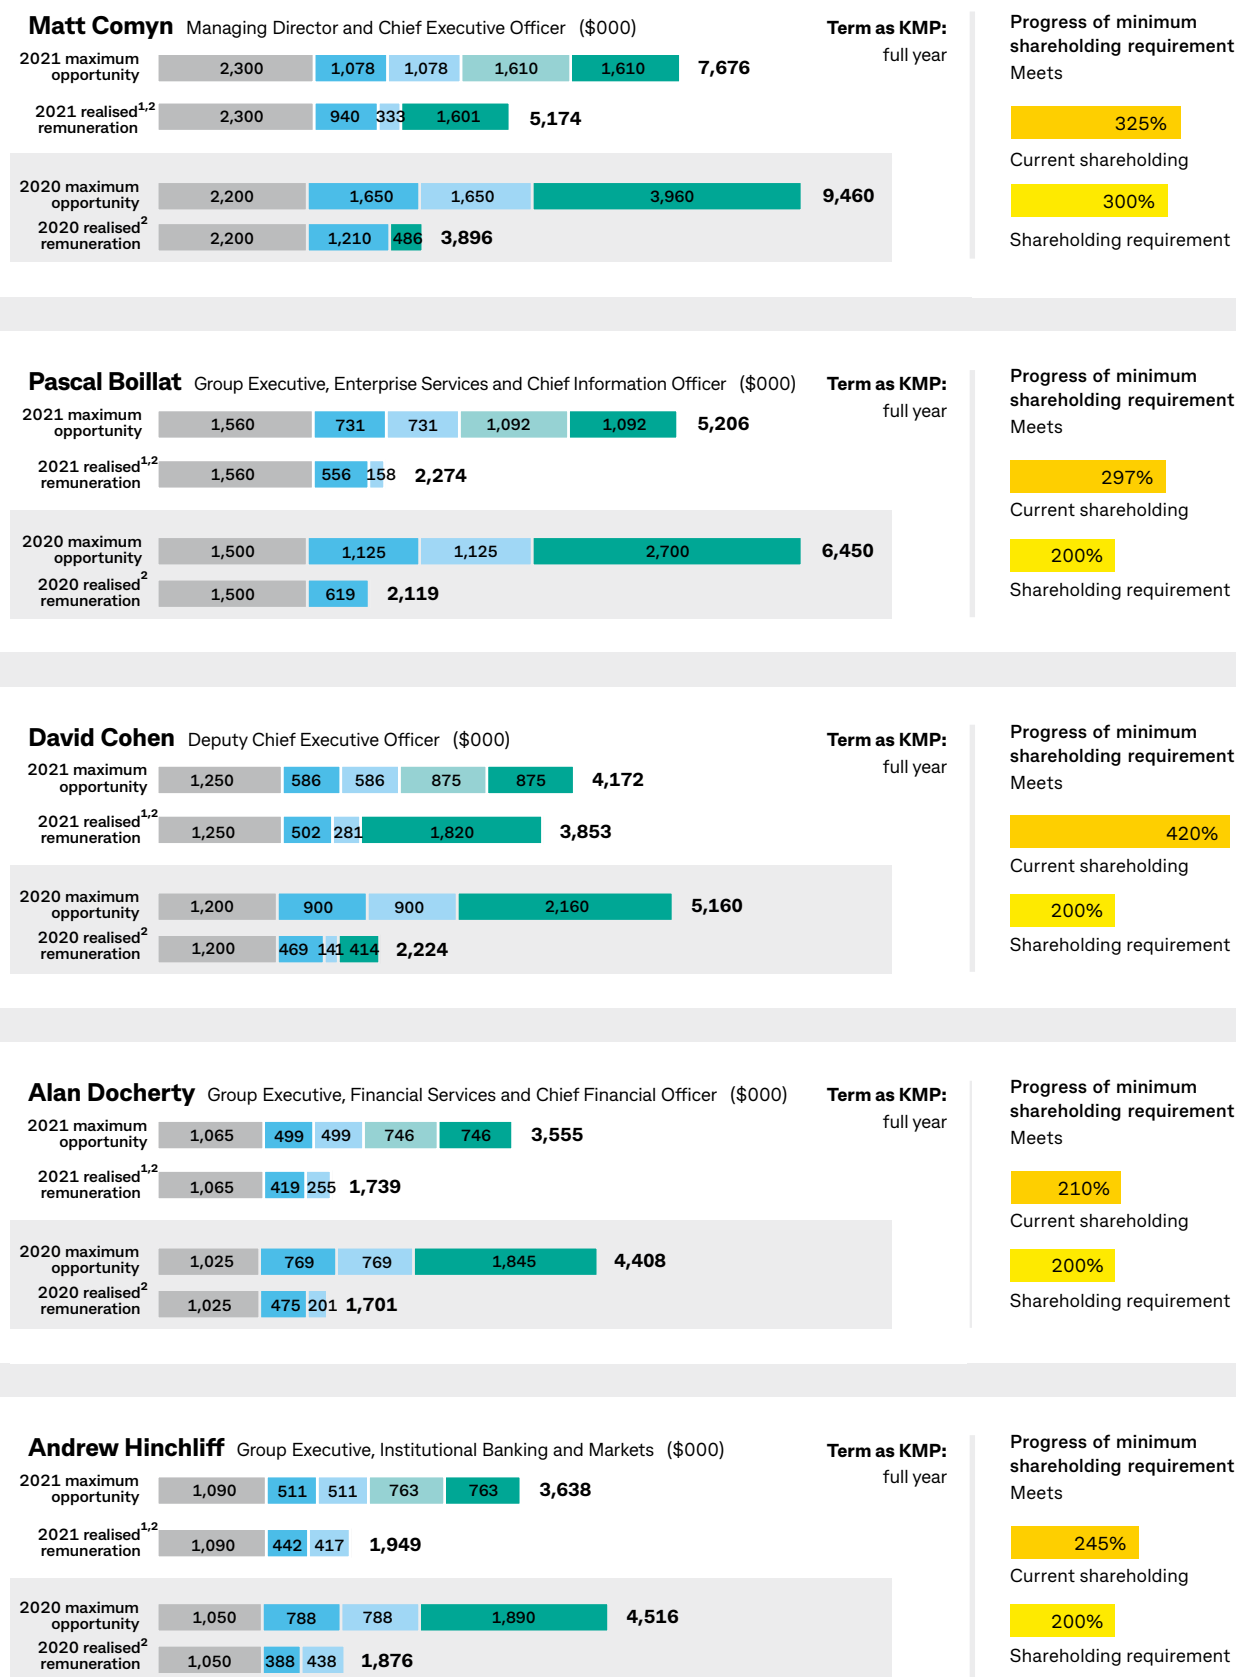 Matt Comyn Managing Director and Chief Executive Officer ($000) Term as KMP:
full year
2021 maximum
opportunity
2,300 1,078 1,078 1,610 1,610 7,676
2021 realised1,2
remuneration
2,300 940 333 1,601 5,174
2020 maximum
opportunity
2,200 1,650 1,650 3,960 9,460
2020 realised2
remuneration
2,200 1,210 486 3,896
Progress of minimum
shareholding requirement
Meets
325%
Current shareholding
300%
Shareholding requirement
Pascal Boillat Group Executive, Enterprise Services and Chief Information Officer ($000) Term as KMP:
full year
2021 maximum
opportunity
1,560 731 731 1,092 1,092 5,206
2021 realised1,2
remuneration
1,560 556 158 2,274
2020 maximum
opportunity
1,500 1,125 1,125 2,700 6,450
2020 realised2
remuneration
1,500 619 2,119
Progress of minimum
shareholding requirement
Meets
297%
Current shareholding
200%
Shareholding requirement
David Cohen Deputy Chief Executive Officer ($000) Term as KMP:
full year
2021 maximum
opportunity
1,250 586 586 875 875 4,172
2021 realised1,2
remuneration
1,250 502 281 1,820 3,853
2020 maximum
opportunity
1,200 900 900 2,160 5,160
2020 realised2
remuneration
1,200 469 141 414 2,224
Progress of minimum
shareholding requirement
Meets
420%
Current shareholding
200%
Shareholding requirement
Alan Docherty Group Executive, Financial Services and Chief Financial Officer ($000) Term as KMP:
full year
2021 maximum
opportunity
1,065 499 499 746 746 3,555
2021 realised1,2
remuneration
1,065 419 255 1,739
2020 maximum
opportunity
1,025 769 769 1,845 4,408
2020 realised2
remuneration
1,025 475 201 1,701
Progress of minimum
shareholding requirement
Meets
210%
Current shareholding
200%
Shareholding requirement
Andrew Hinchliff Group Executive, Institutional Banking and Markets ($000) Term as KMP:
full year
2021 maximum
opportunity
1,090 511 511 763 763 3,638
2021 realised1,2
remuneration
1,090 442 417 1,949
2020 maximum
opportunity
1,050 788 788 1,890 4,516
2020 realised2
remuneration
1,050 388 438 1,876
Progress of minimum
shareholding requirement
Meets
245%
Current shareholding
200%
Shareholding requirement